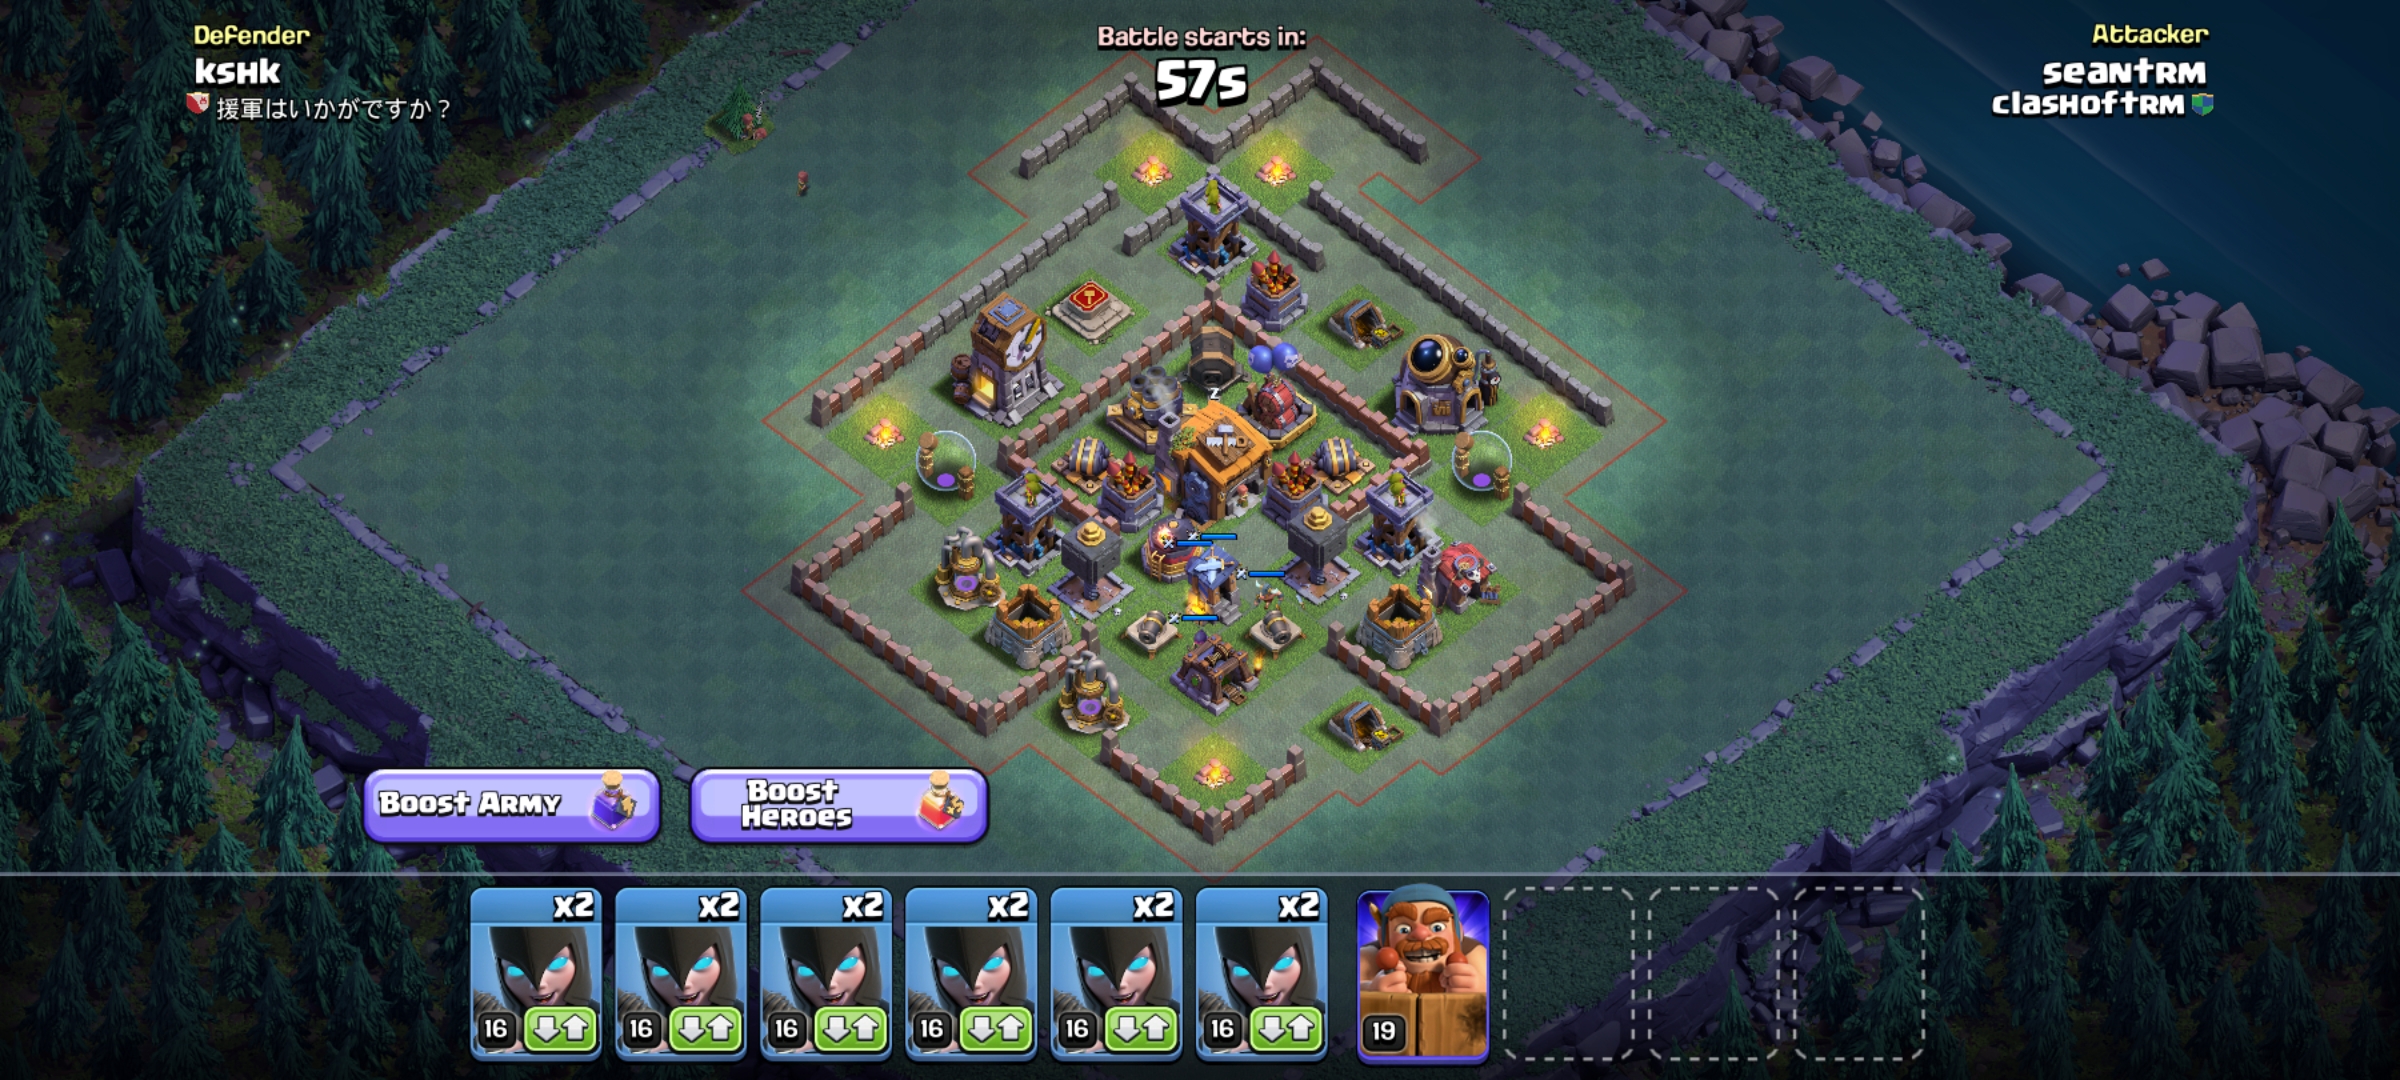 Defender
kshk
援軍はいかがですか？
Battle starts in:
57s
Attacker
seantRM
clashoftRM
z
Boost Army
Boost
Heroes
x2
x2
x2
x2
x2
x2
16
16
16
16
16
16
19